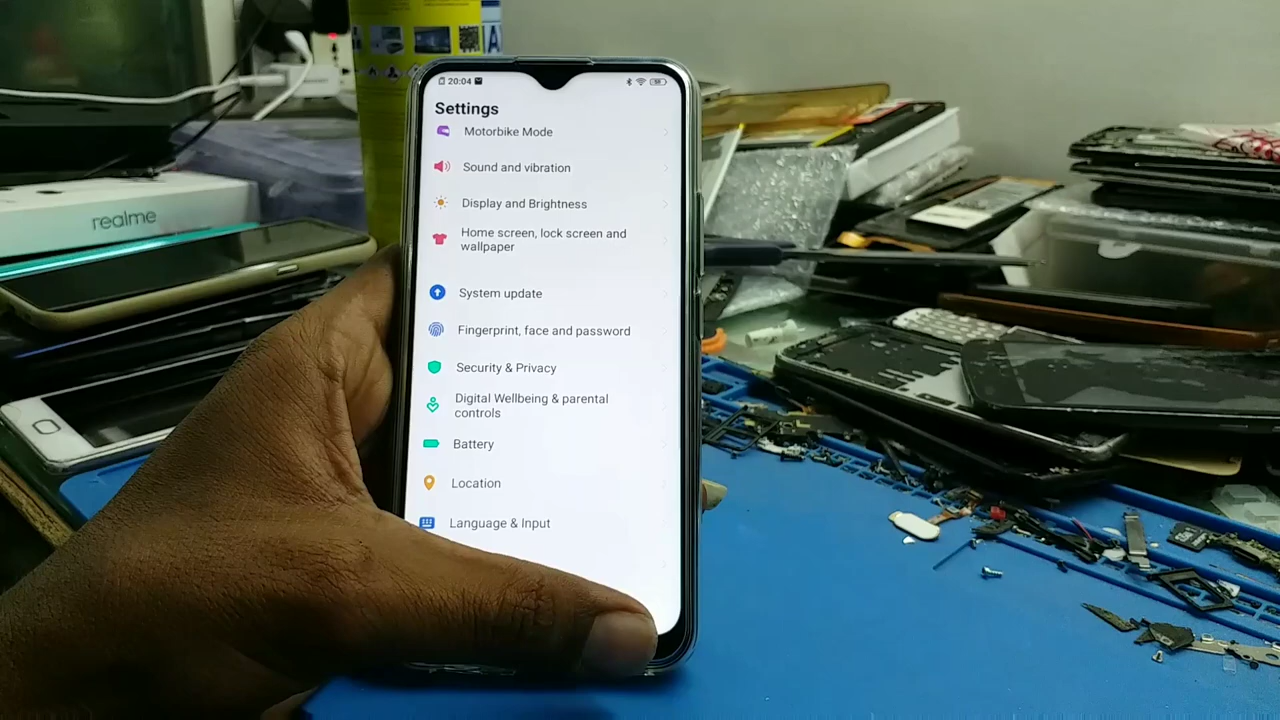 IA
20:04
Settings
Motorbike Mode
Sound and vibration
Display and Brightness
Home screen, lock screen and
wallpaper
System update
Fingerprint, face and password
Security & Privacy
Digital Wellbeing & parental
controls
Battery
Location
Language & Input
realme